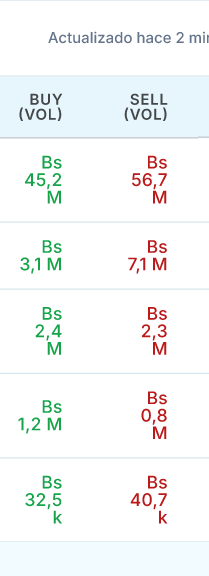 Actualizado hace 2 mi
BUY SELL
(VOL) (VOL)
Bs Bs
45,2 56,7
M M
Bs Bs
3,1 M 7,1 M
Bs Bs
2,4 2,3
M M
Bs
Bs 0,8
1,2 M M
Bs Bs
32,5 40,7
k k